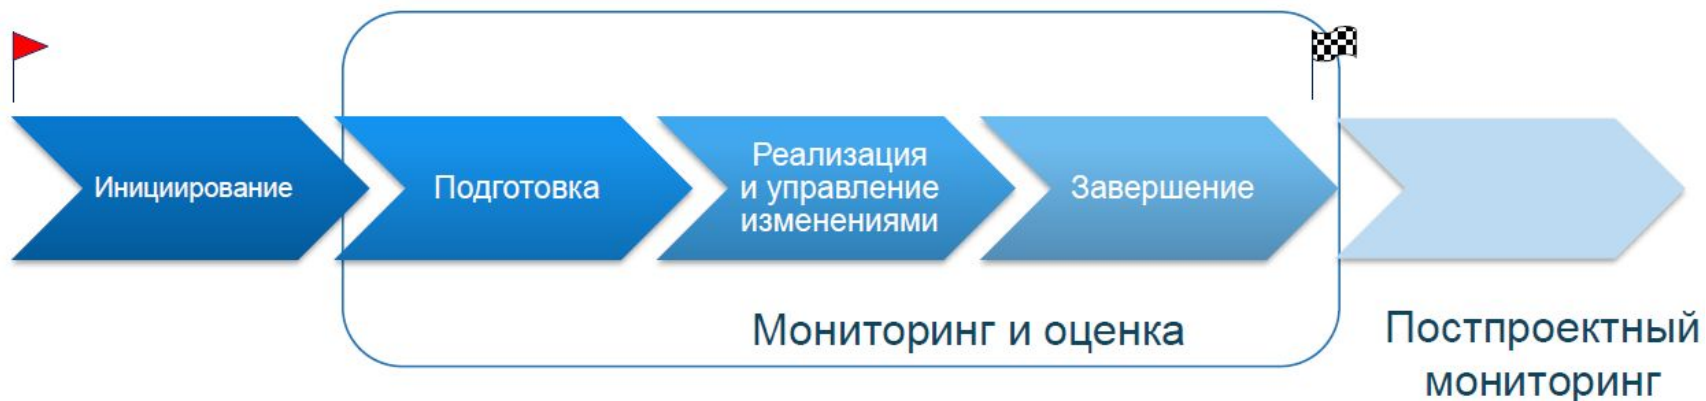 Инициирование
Подготовка
Реализация
и управление
изменениями
Завершение
Мониторинг и оценка
Постпроектный
мониторинг